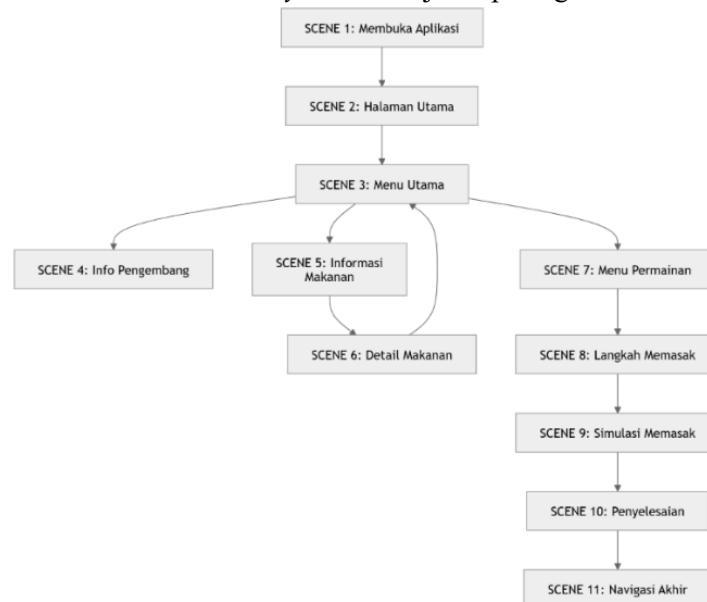 SCENE 1: Membuka Aplikasi
SCENE 2: Halaman Utama
SCENE 3: Menu Utama
SCENE 4: Info Pengembang
SCENE 5: Informasi
Makanan
SCENE 7: Menu Permainan
SCENE 6: Detail Makanan
SCENE 8: Langkah Memasak
SCENE 9: Simulasi Memasak
SCENE 10: Penyelesaian
SCENE 11: Navigasi Akhir